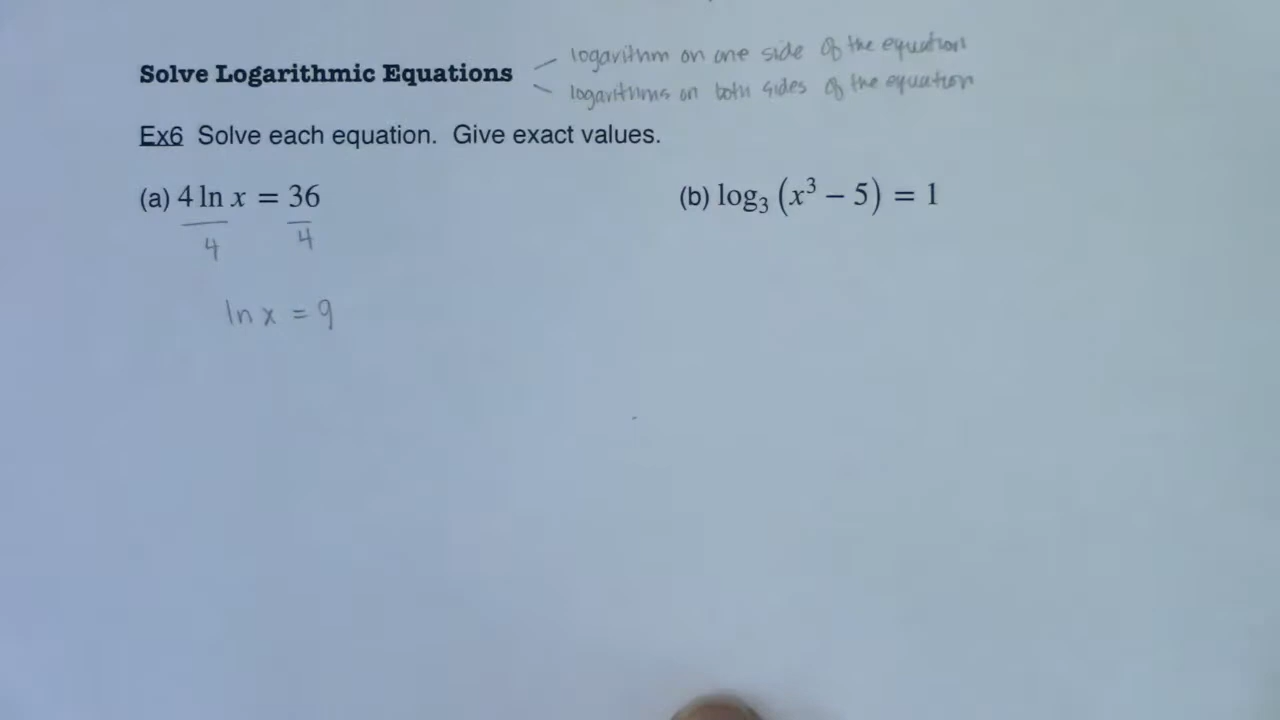 logarithm on one side of the equation
Solve Logarithmic Equations
logarithms on both sides of the equation
Ex6 Solve each equation. Give exact values.
(a) 4 ln x = 36
(b) log₃ (x³ − 5) = 1
4 4
ln x = 9